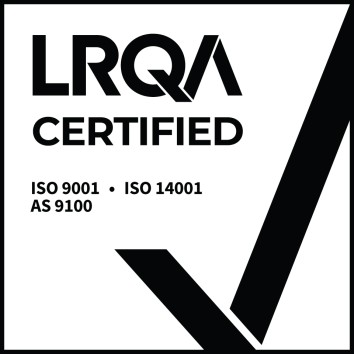 LRQA
CERTIFIED
ISO 9001 • ISO 14001
AS 9100